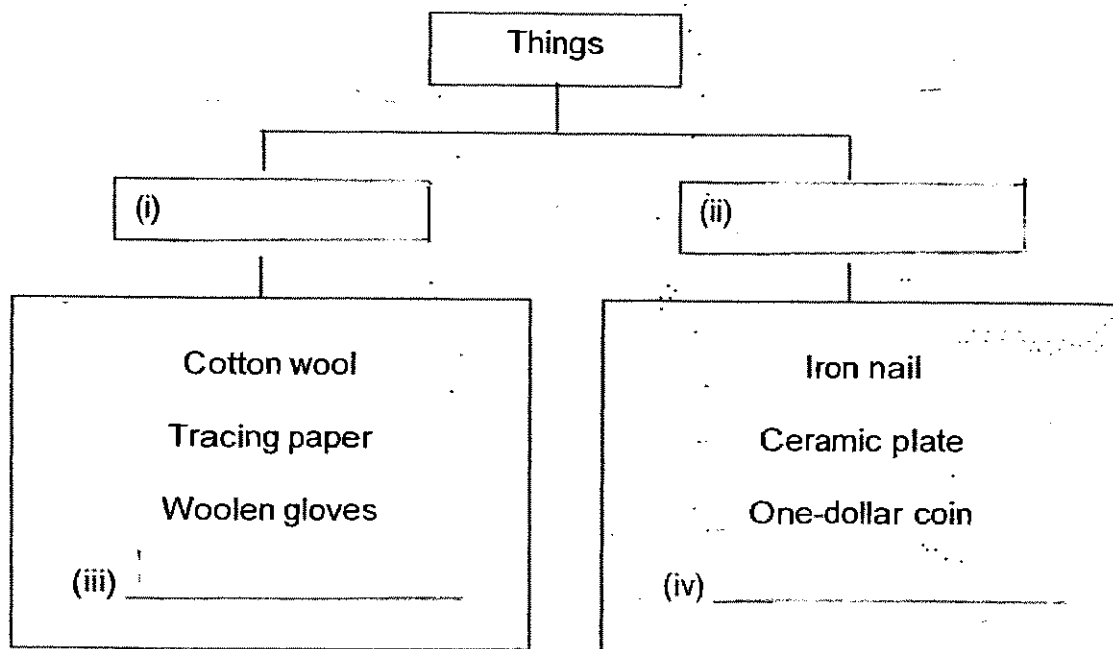 Things
(i)
(ii)
Cotton wool
Tracing paper
Woolen gloves
(iii)
Iron nail
Ceramic plate
One-dollar coin
(iv)